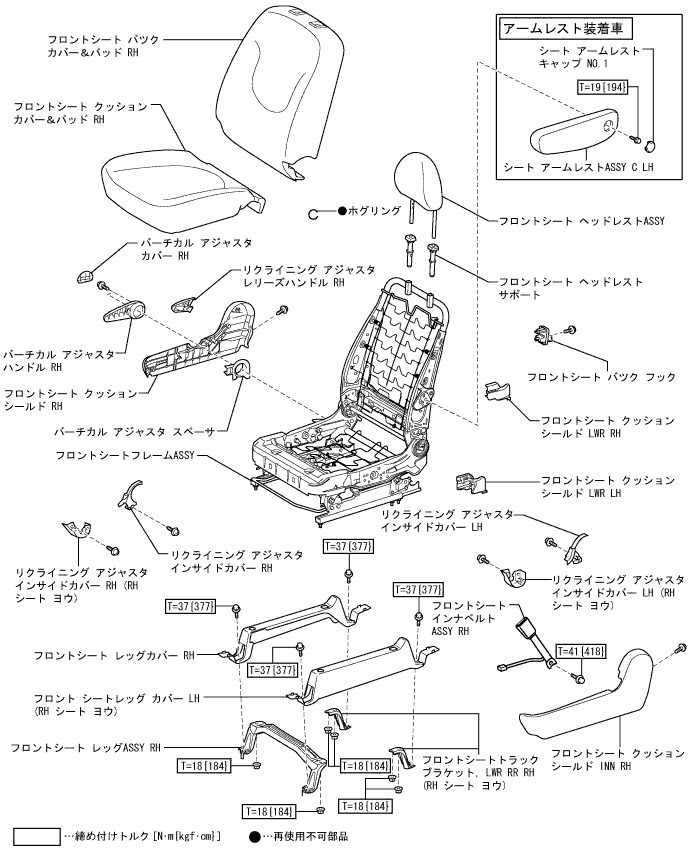 アームレスト装着車
フロントシート バツク
カバー＆パッド RH
シート アームレスト
キャップ NO.1
T=19{194}
フロントシート クッション
カバー＆パッド RH
シート アームレストASSY C LH
●ホグリング
フロントシート ヘッドレストASSY
バーチカル アジャスタ
カバー RH
リクライニング アジャスタ
レリーズハンドル RH
フロントシート ヘッドレスト
サポート
バーチカル アジャスタ
ハンドル RH
フロントシート バツク フック
フロントシート クッション
シールド RH
フロントシート クッション
シールド LWR RH
バーチカル アジャスタ スペーサ
フロントシートフレームASSY
フロントシート クッション
シールド LWR LH
リクライニング アジャスタ
インサイドカバー LH
リクライニング アジャスタ
インサイドカバー RH
T=37{377}
リクライニング アジャスタ
インサイドカバー RH (RH
シート ヨウ)
リクライニング アジャスタ
インサイドカバー LH (RH
シート ヨウ)
T=37{377}
T=37{377}
フロントシート
インナベルト
ASSY RH
フロントシート レッグカバー RH
T=37{377}
T=41{418}
フロント シートレッグ カバー LH
(RH シート ヨウ)
フロントシート レッグASSY RH
T=18{184}
T=18{184}
フロントシートトラック
ブラケット, LWR RR RH
(RH シート ヨウ)
フロントシート クッション
シールド INN RH
T=18{184}
T=18{184}
…締め付けトルク[N･m{kgf･cm}]
●…再使用不可部品